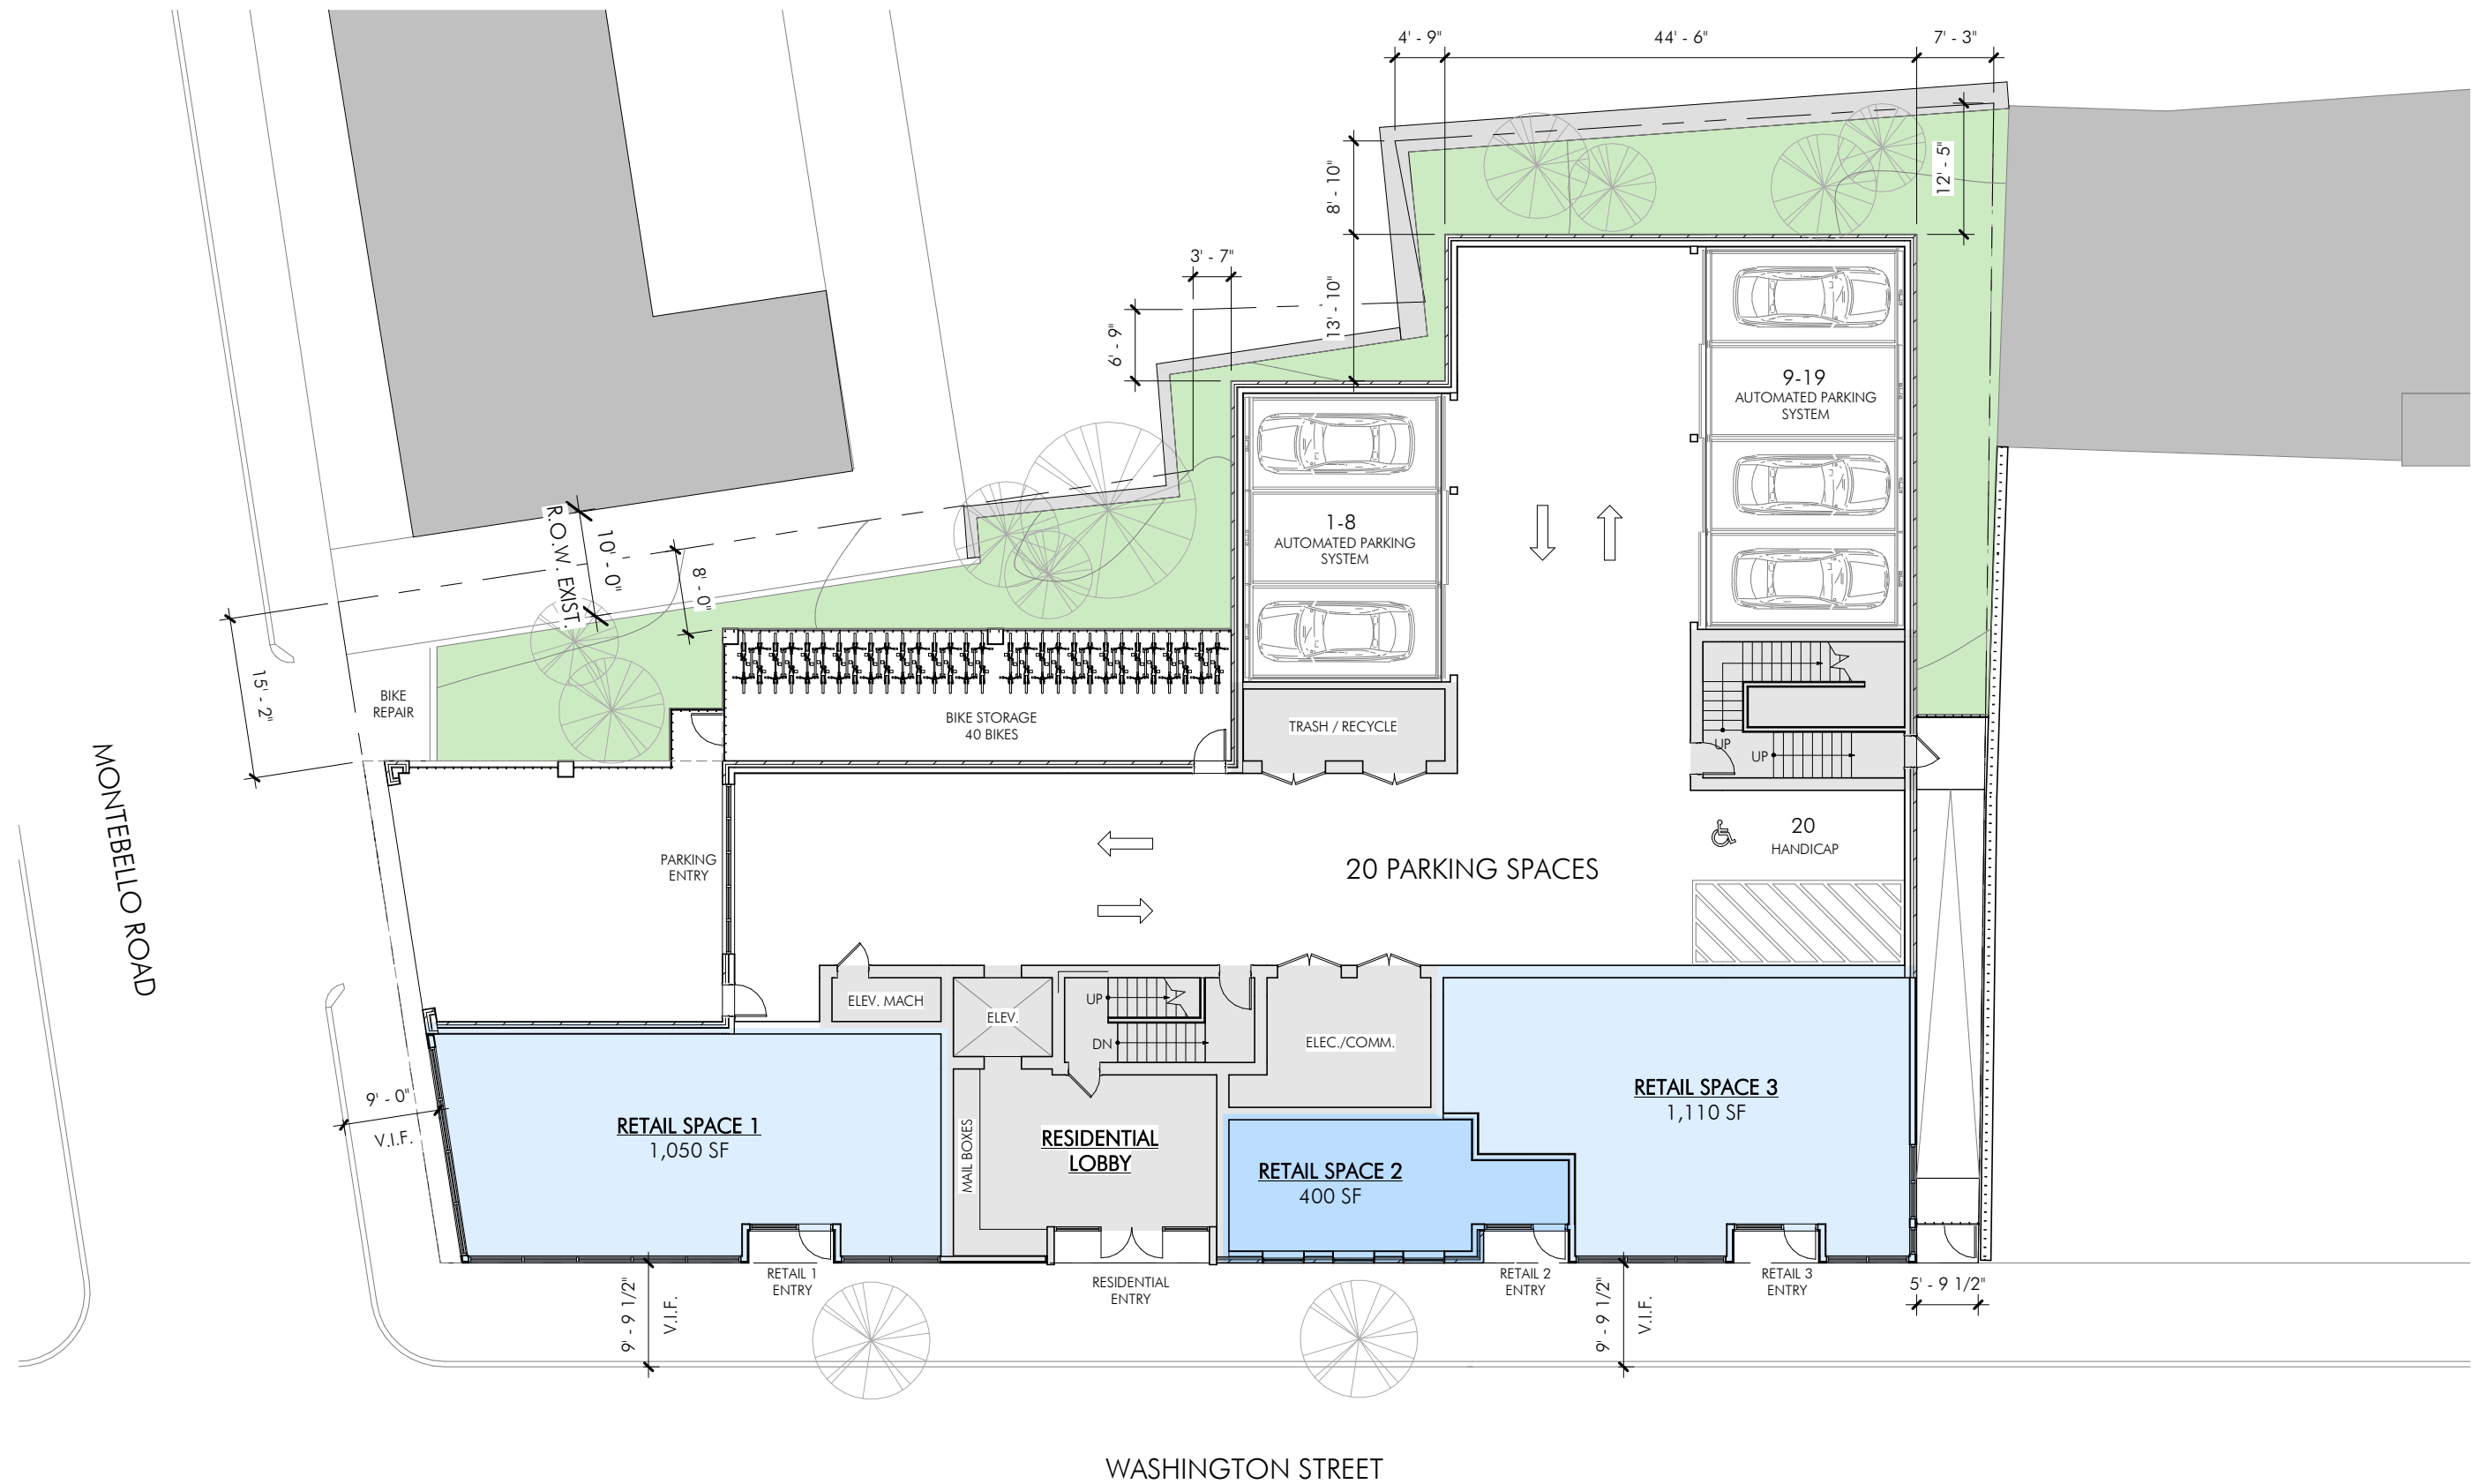 4' - 9"
44' - 6"
7' - 3"
8' - 10"
12' - 5"
3' - 7"
13' - 10"
6' - 9"
9-19
AUTOMATED PARKING
SYSTEM
1-8
AUTOMATED PARKING
SYSTEM
R.O.W. EXIST.
10' - 0"
8' - 0"
15' - 2"
BIKE
REPAIR
BIKE STORAGE
40 BIKES
TRASH / RECYCLE
UP
UP
MONTEBELLO ROAD
PARKING
ENTRY
20 PARKING SPACES
20
HANDICAP
ELEV. MACH
ELEV.
UP
DN
ELEC./COMM.
9' - 0"
V.I.F.
RETAIL SPACE 1
1,050 SF
MAIL BOXES
RESIDENTIAL
LOBBY
RETAIL SPACE 2
400 SF
RETAIL SPACE 3
1,110 SF
RETAIL 1
ENTRY
RESIDENTIAL
ENTRY
RETAIL 2
ENTRY
RETAIL 3
ENTRY
9' - 9 1/2"
V.I.F.
9' - 9 1/2"
V.I.F.
5' - 9 1/2"
WASHINGTON STREET